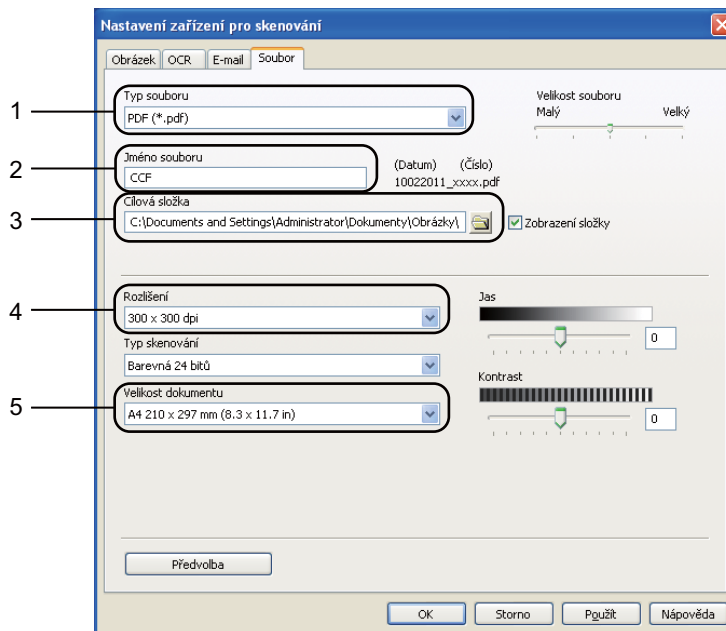 Nastavení zařízení pro skenování
Obrázek OCR E-mail Soubor
1
Typ souboru
PDF (*.pdf)
Velikost souboru
Malý Velký
2
Jméno souboru
CCF
(Datum) (Číslo)
10022011_xxxx.pdf
3
Cílová složka
C:\Documents and Settings\Administrator\Dokumenty\Obrázky\
Zobrazení složky
4
Rozlišení
300 x 300 dpi
Jas
0
Typ skenování
Barevná 24 bitů
Kontrast
0
5
Velikost dokumentu
A4 210 x 297 mm (8.3 x 11.7 in)
Předvolba
OK Storno Použít Nápověda